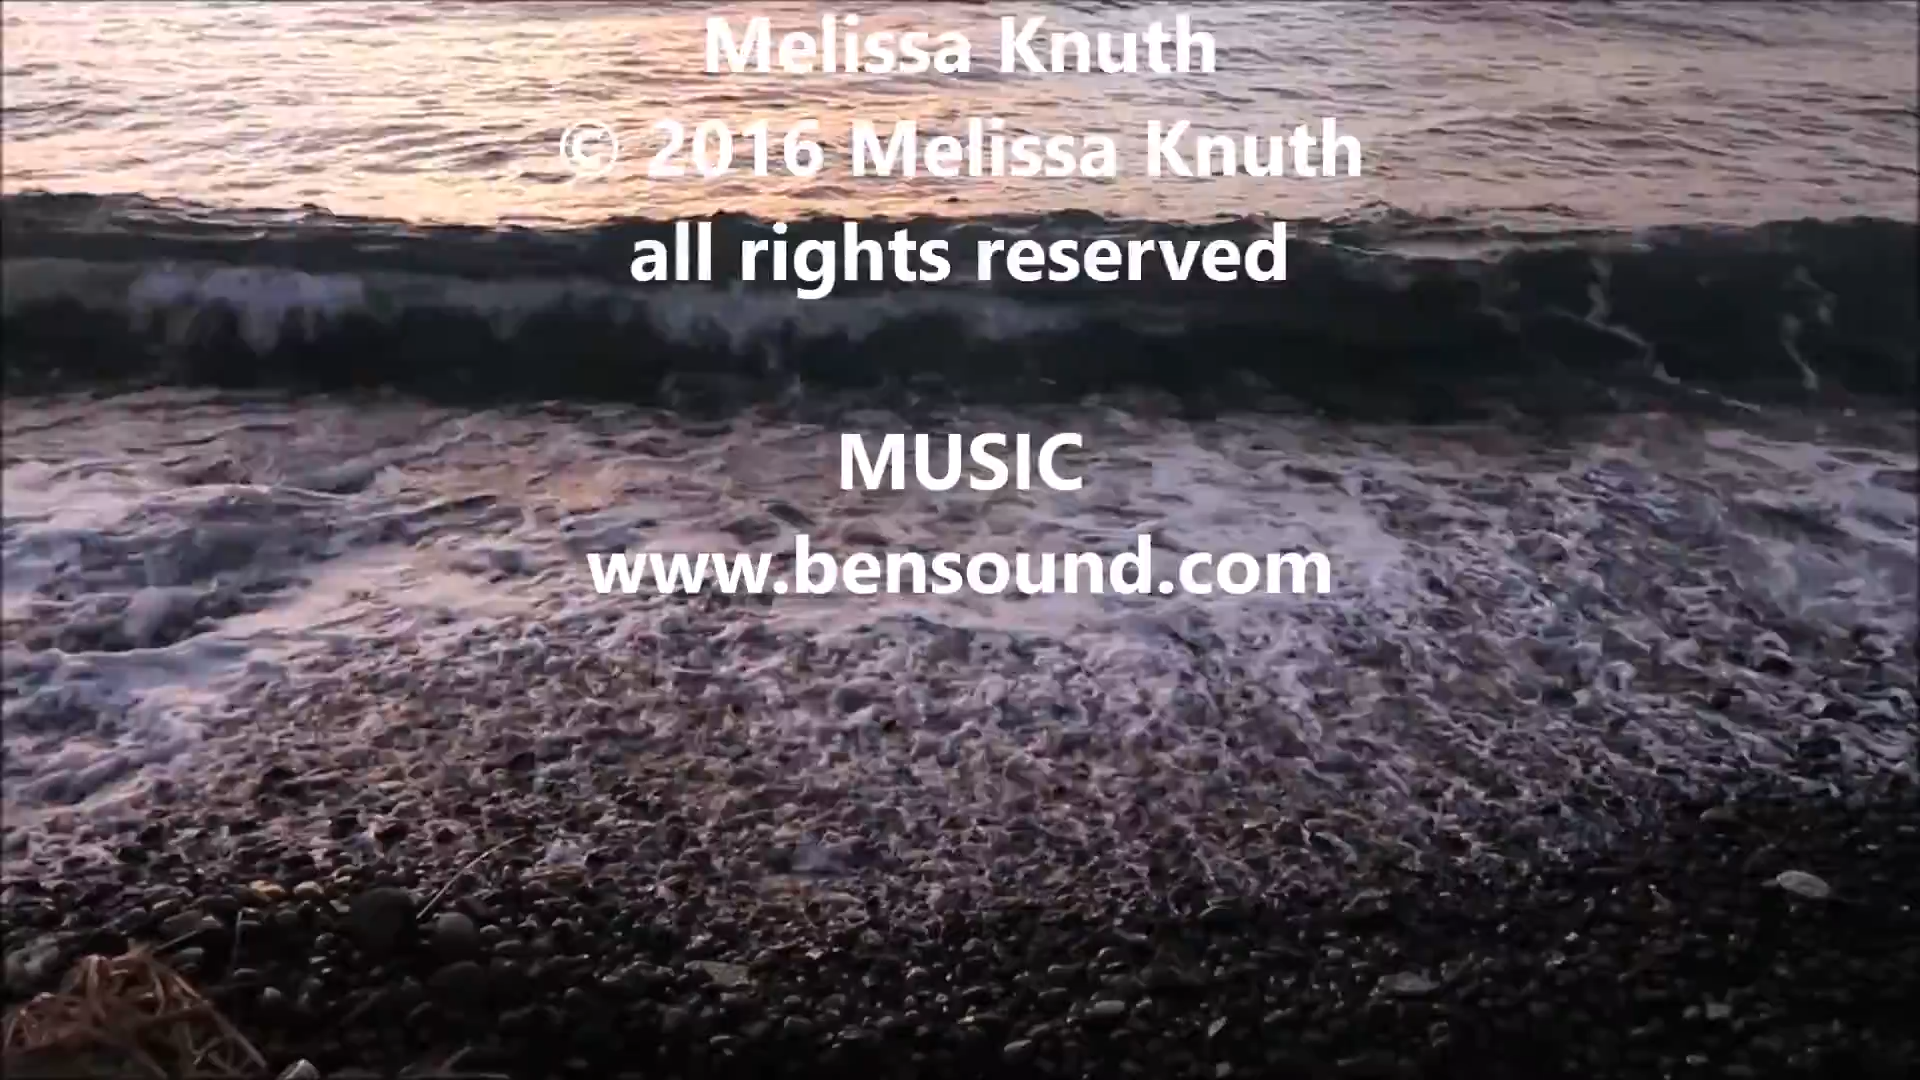 Melissa Knuth
© 2016 Melissa Knuth
all rights reserved
MUSIC
www.bensound.com